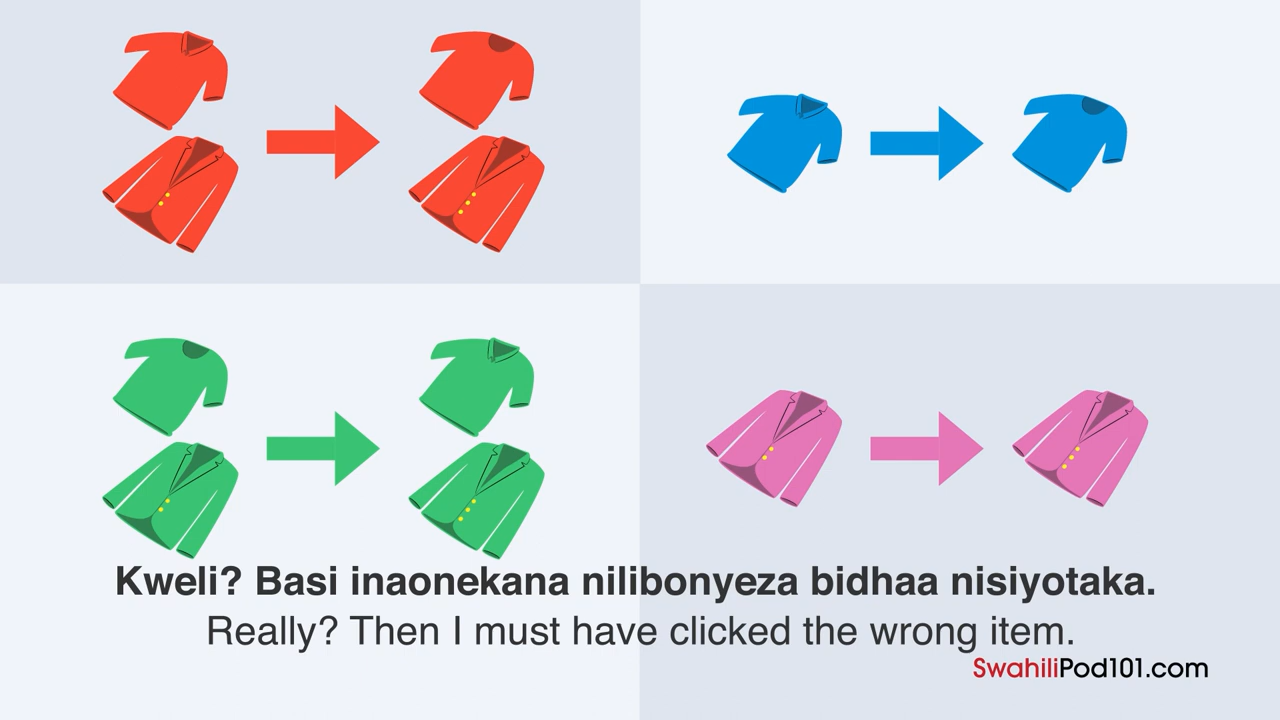 Kweli? Basi inaonekana nilibonyeza bidhaa nisiyotaka.
Really? Then I must have clicked the wrong item.
SwahiliPod101.com